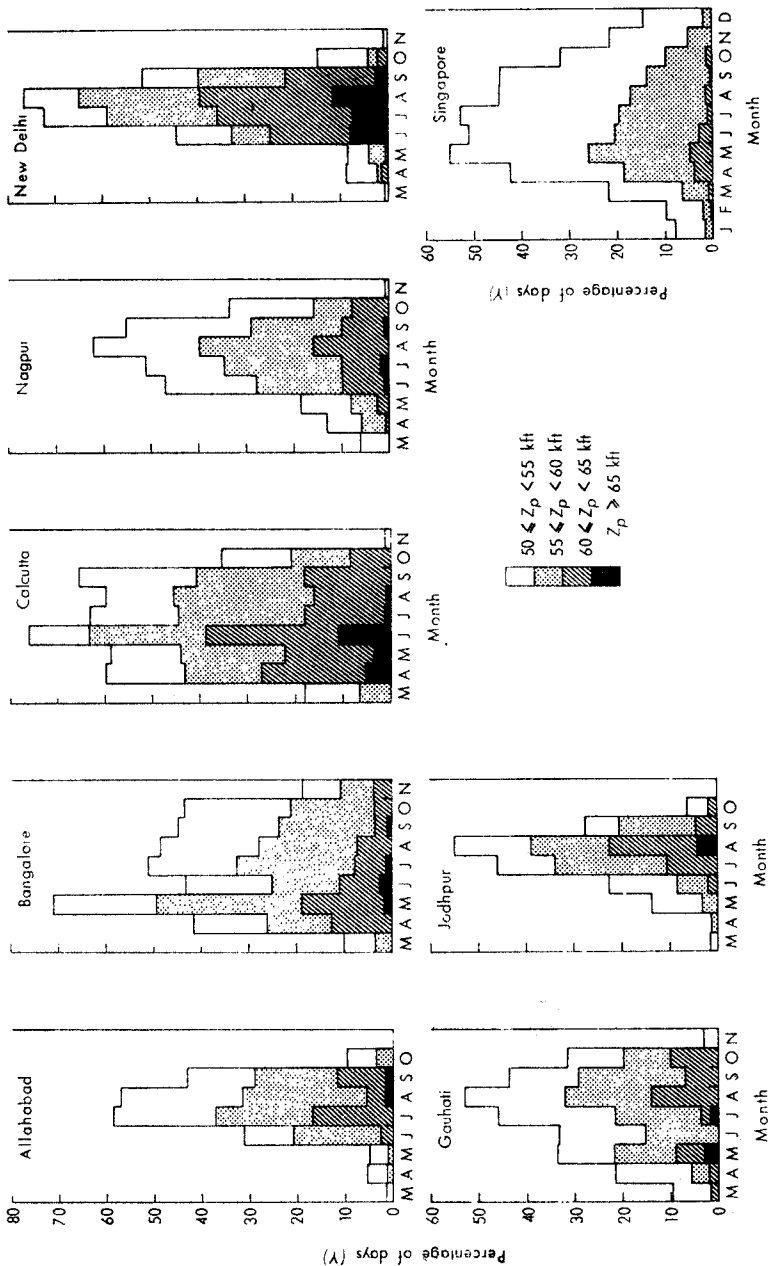 Allahabad
80
70
60
50
40
30
20
10
0
M A M J J A S O
Bangalore
M A M J J A S O N
Calcutta
M A M J J A S O N
Month
Nagpur
M A M J J A S O N
Month
New Delhi
M A M J J A S O N
Percentage of days (Y)
Gauhati
60
50
40
30
20
10
0
M A M J J A S O N
Month
Jodhpur
M A M J J A S O
Month
50 ⩽ Zp < 55 kft
55 ⩽ Zp < 60 kft
60 ⩽ Zp < 65 kft
Zp ⩾ 65 kft
Singapore
Percentage of days (Y)
60
50
40
30
20
10
0
J F M A M J J A S O N D
Month